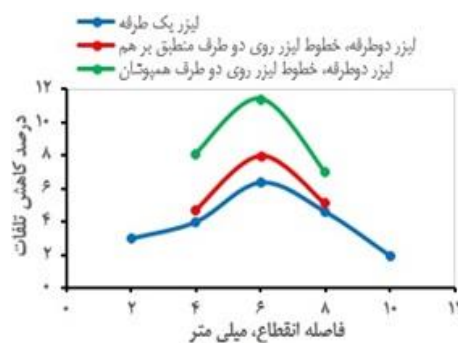 لیزر یک طرفه
لیزر دوطرفه، خطوط لیزر روی دو طرف منطبق بر هم
لیزر دوطرفه، خطوط لیزر روی دو طرف همپوشان
درصد کاهش تلفات
۱۲
۱۰
۸
۶
۴
۲
۰
۰ ۲ ۴ ۶ ۸ ۱۰ ۱۲
فاصله انقطاع، میلی متر